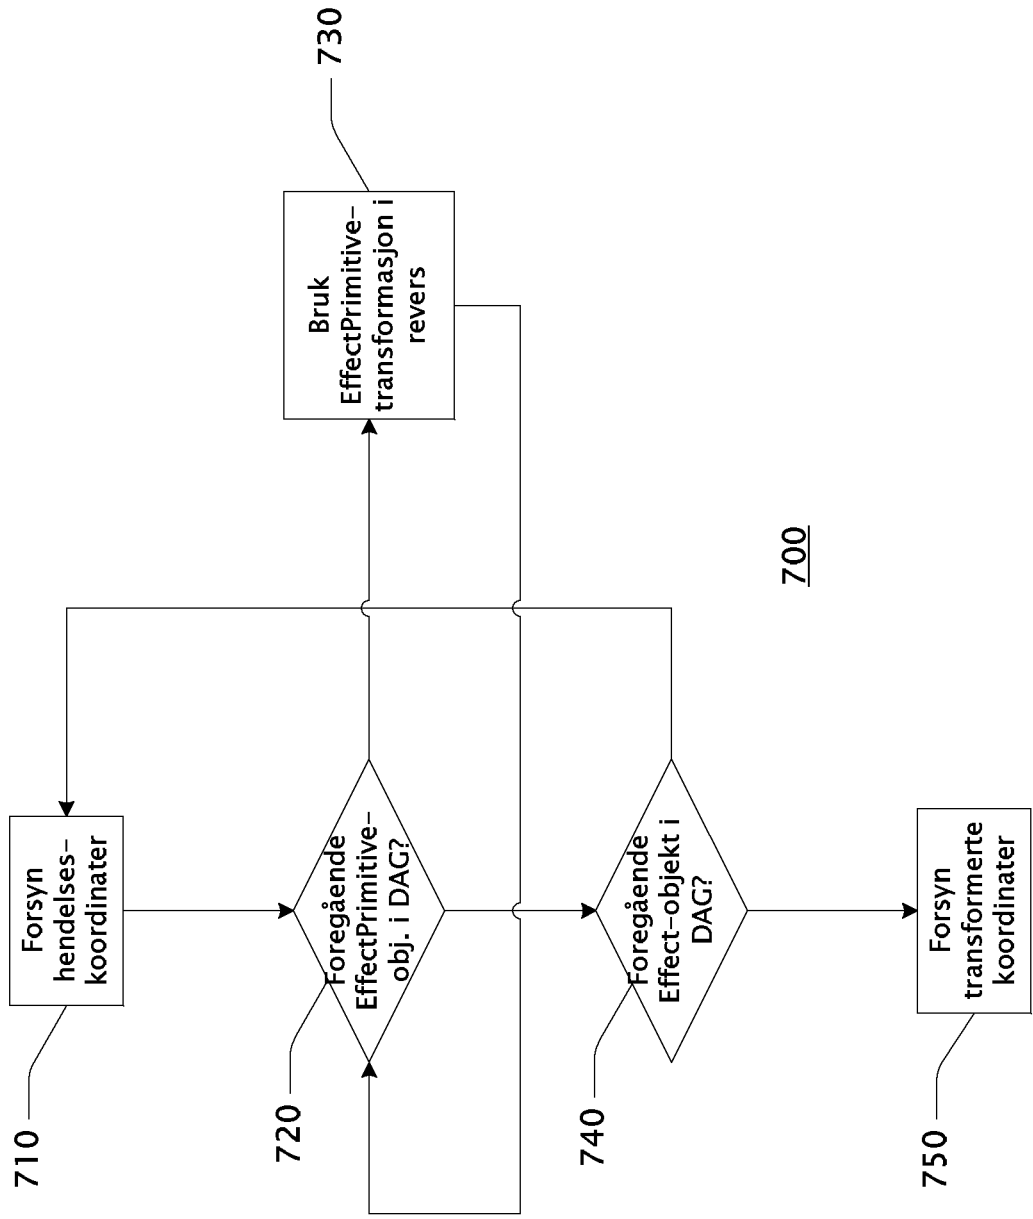 710
Forsyn
hendelses-
koordinater
720
Foregående
EffectPrimitive-
obj. i DAG?
730
Bruk
EffectPrimitive-
transformasjon i
revers
740
Foregående
Effect-objekt i
DAG?
750
Forsyn
transformerte
koordinater
700